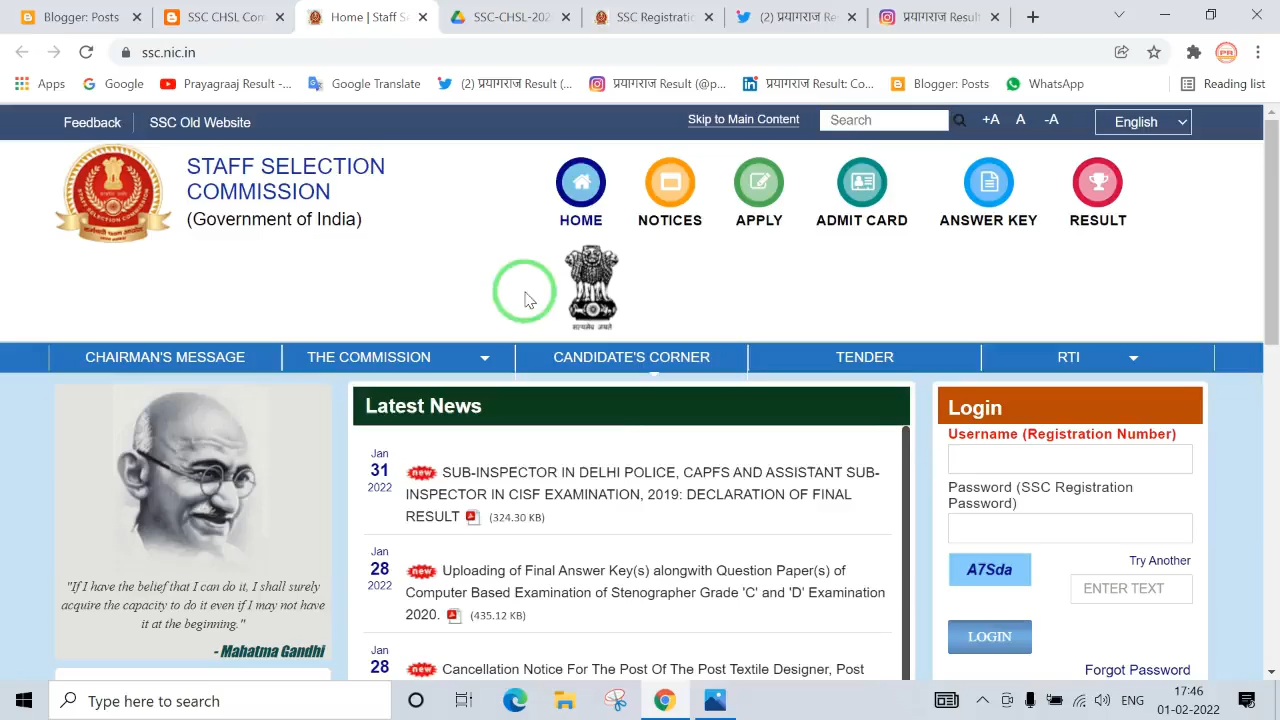 Blogger: Posts
SSC CHSL Com
Home | Staff S
SSC-CHSL-202
SSC Registrati
(2) प्रयागराज Re
प्रयागराज Result
ssc.nic.in
Apps
Google
Prayagraaj Result -...
Google Translate
(2) प्रयागराज Result (...
प्रयागराज Result (@p...
प्रयागराज Result: Co...
Blogger: Posts
WhatsApp
Reading list
Feedback
SSC Old Website
Skip to Main Content
Search
+A A -A
English
STAFF SELECTION
COMMISSION
(Government of India)
HOME
NOTICES
APPLY
ADMIT CARD
ANSWER KEY
RESULT
सत्यमेव जयते
CHAIRMAN'S MESSAGE
THE COMMISSION
CANDIDATE'S CORNER
TENDER
RTI
"If I have the belief that I can do it, I shall surely
acquire the capacity to do it even if I may not have
it at the beginning."
- Mahatma Gandhi
Latest News
Jan
31
2022
new SUB-INSPECTOR IN DELHI POLICE, CAPFS AND ASSISTANT SUB-
INSPECTOR IN CISF EXAMINATION, 2019: DECLARATION OF FINAL
RESULT (324.30 KB)
Jan
28
2022
new Uploading of Final Answer Key(s) alongwith Question Paper(s) of
Computer Based Examination of Stenographer Grade 'C' and 'D' Examination
2020. (435.12 KB)
Jan
28
new Cancellation Notice For The Post Of The Post Textile Designer, Post
Login
Username (Registration Number)
Password (SSC Registration
Password)
A7Sda
Try Another
ENTER TEXT
LOGIN
Forgot Password
Type here to search
ENG
17:46
01-02-2022